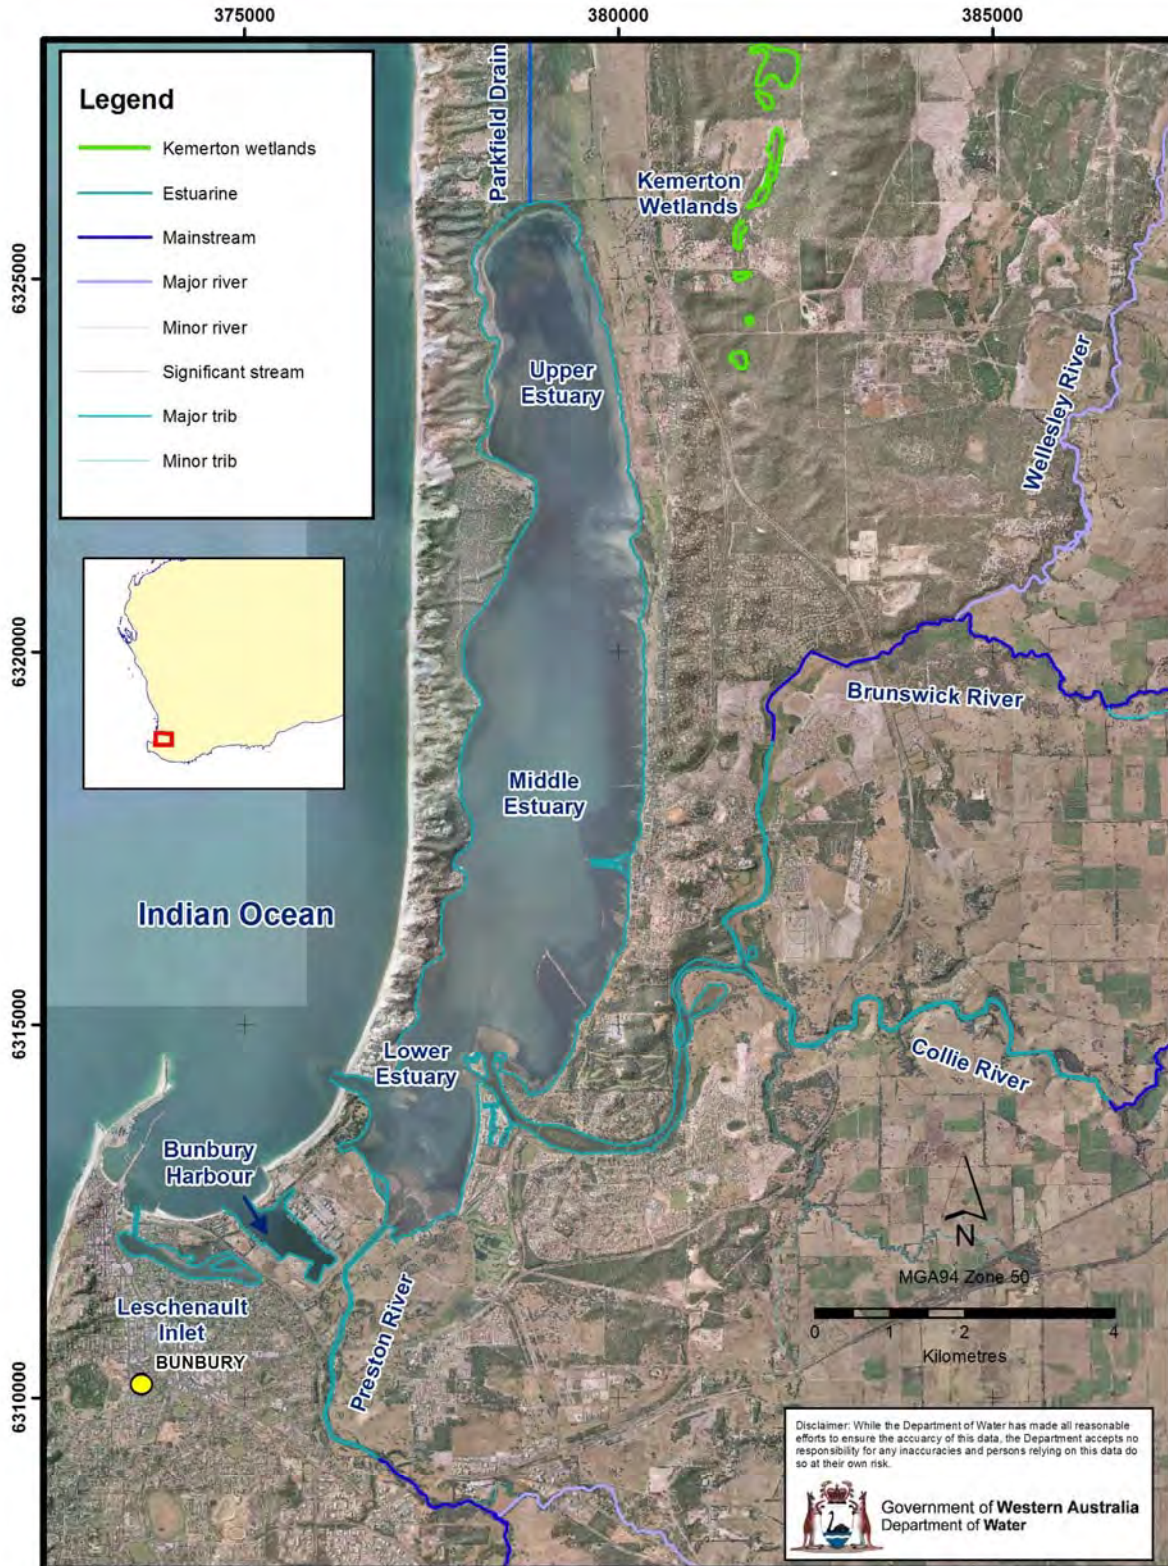 375000
380000
385000
Legend
Kemerton wetlands
Estuarine
Mainstream
Major river
Minor river
Significant stream
Major trib
Minor trib
Parkfield Drain
Kemerton
Wetlands
6325000
Upper
Estuary
Wellesley River
6320000
Brunswick River
Middle
Estuary
Indian Ocean
6315000
Lower
Estuary
Collie River
Bunbury
Harbour
N
MGA94 Zone 50
0 1 2 4
Kilometres
Leschenault
Inlet
BUNBURY
Preston River
6310000
Disclaimer: While the Department of Water has made all reasonable
efforts to ensure the accuarcy of this data, the Department accepts no
responsibility for any inaccuracies and persons relying on this data do
so at their own risk.
Government of Western Australia
Department of Water